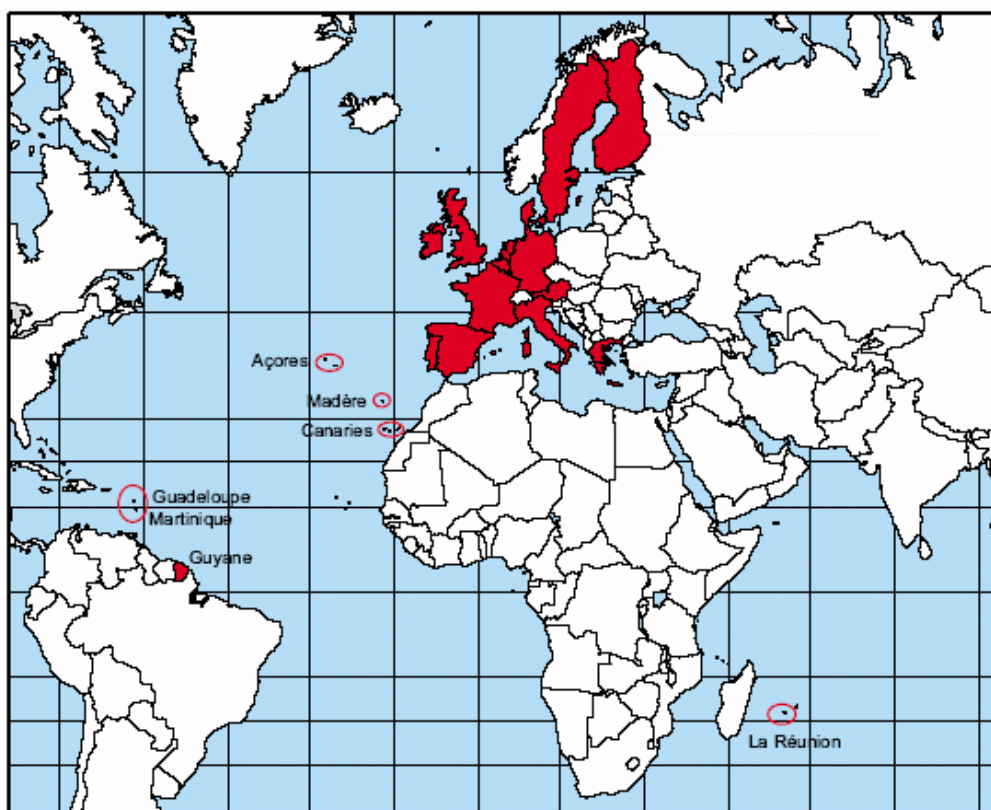 Açores
Madère
Canaries
Guadeloupe
Martinique
Guyane
La Réunion